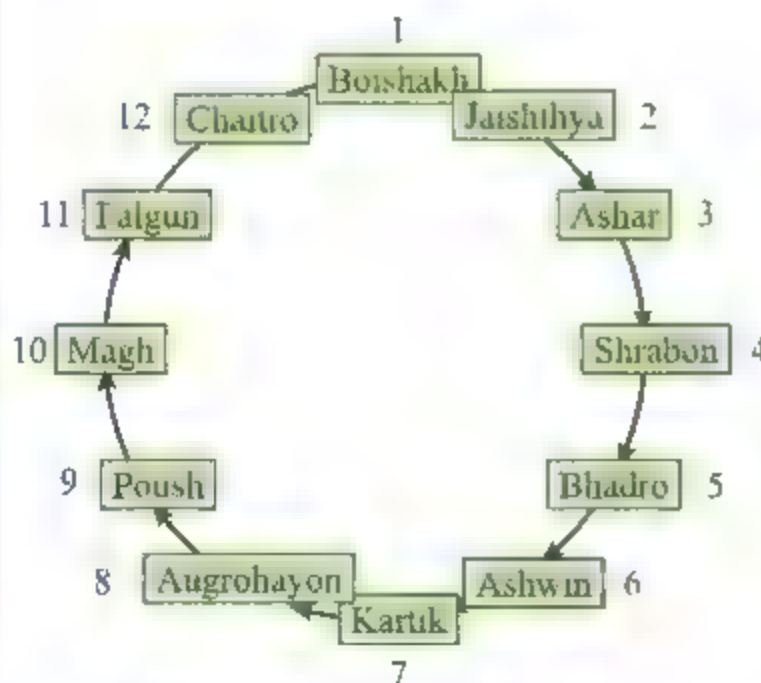 1
Boishakh
12 Chaitro
Jaishthya 2
11 Falgun
Ashar 3
10 Magh
Shrabon 4
9 Poush
Bhadro 5
8 Augrohayon
Ashwin 6
Kartik
7